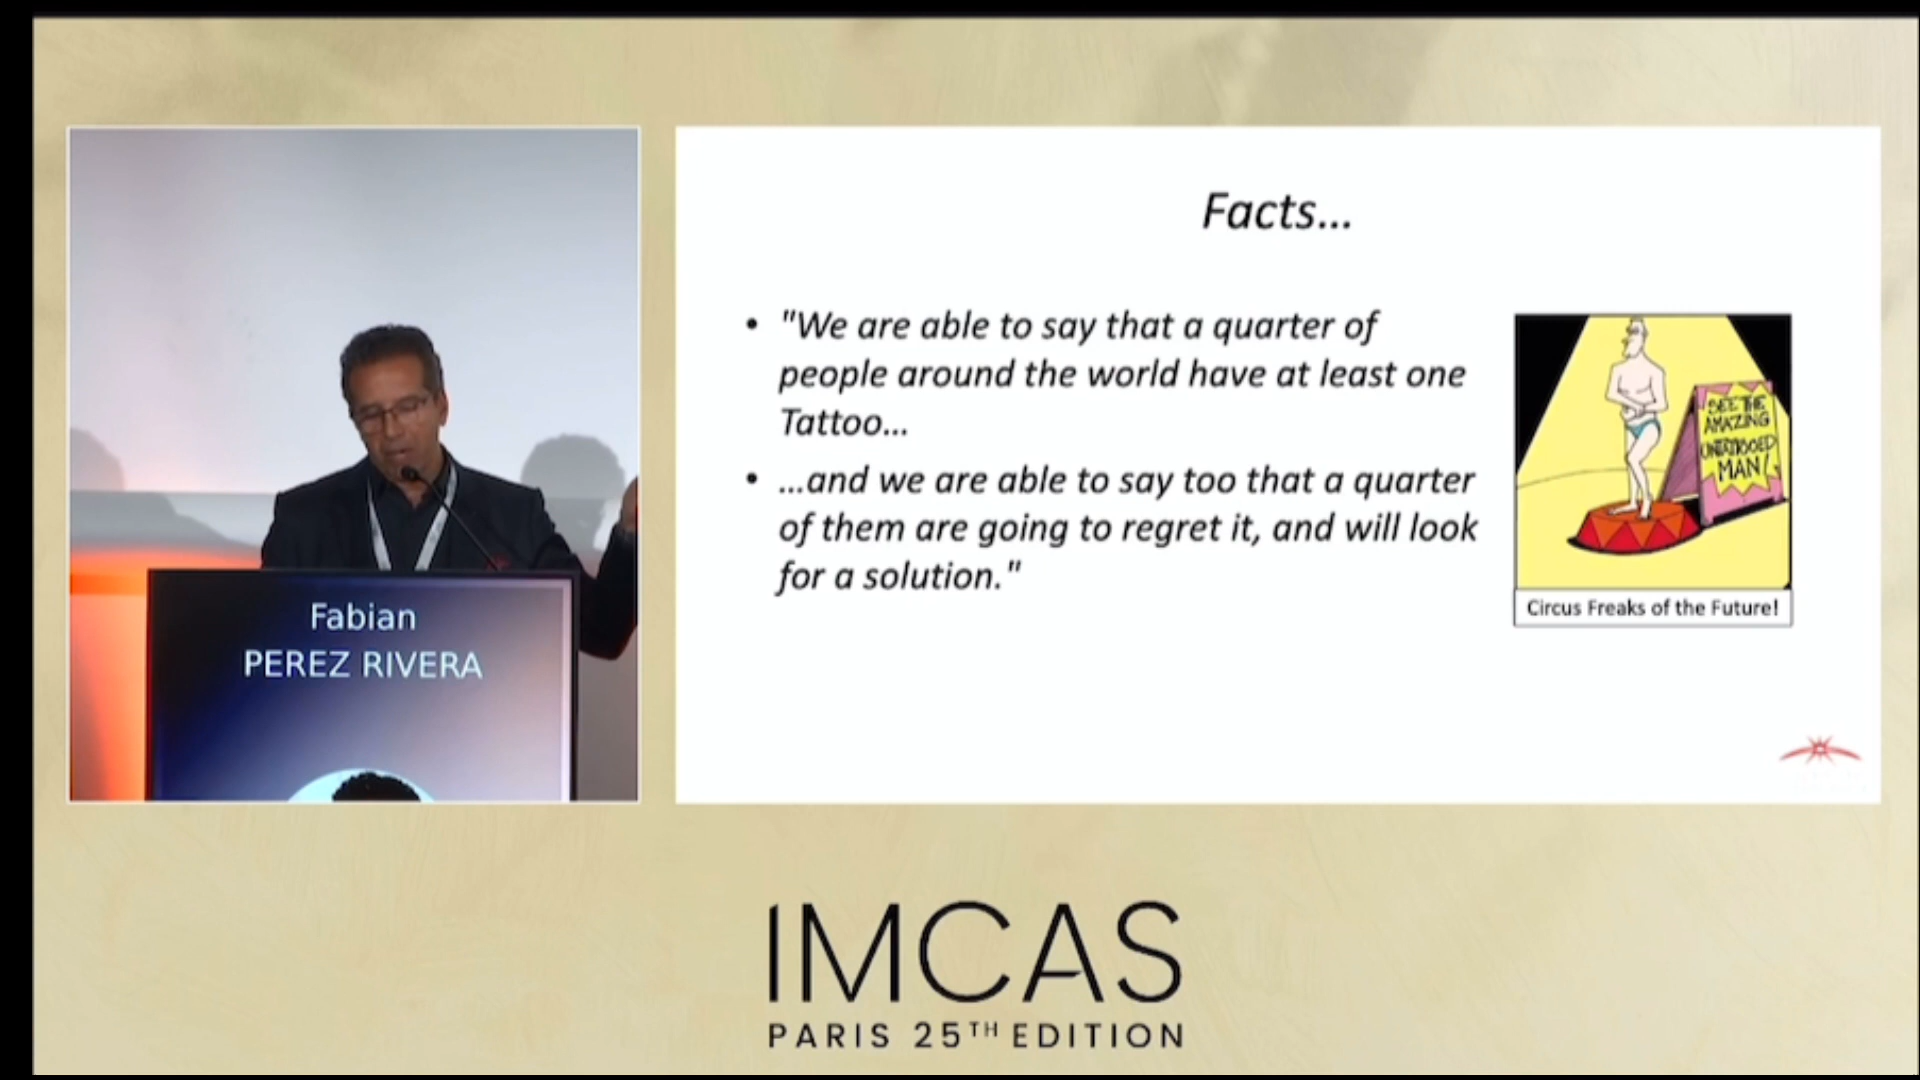 Facts...
• "We are able to say that a quarter of
people around the world have at least one
Tattoo...
• ...and we are able to say too that a quarter
of them are going to regret it, and will look
for a solution."
SEE THE
AMAZING
UNTATTOOED
MAN!
Circus Freaks of the Future!
Fabian
PEREZ RIVERA
IMCAS
PARIS 25TH EDITION